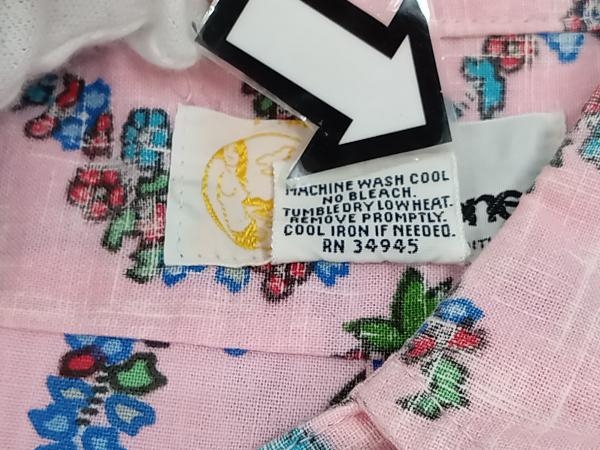 MACHINE WASH COOL
NO BLEACH.
TUMBLE DRY LOW HEAT.
REMOVE PROMPTLY.
COOL IRON IF NEEDED.
RN 34945